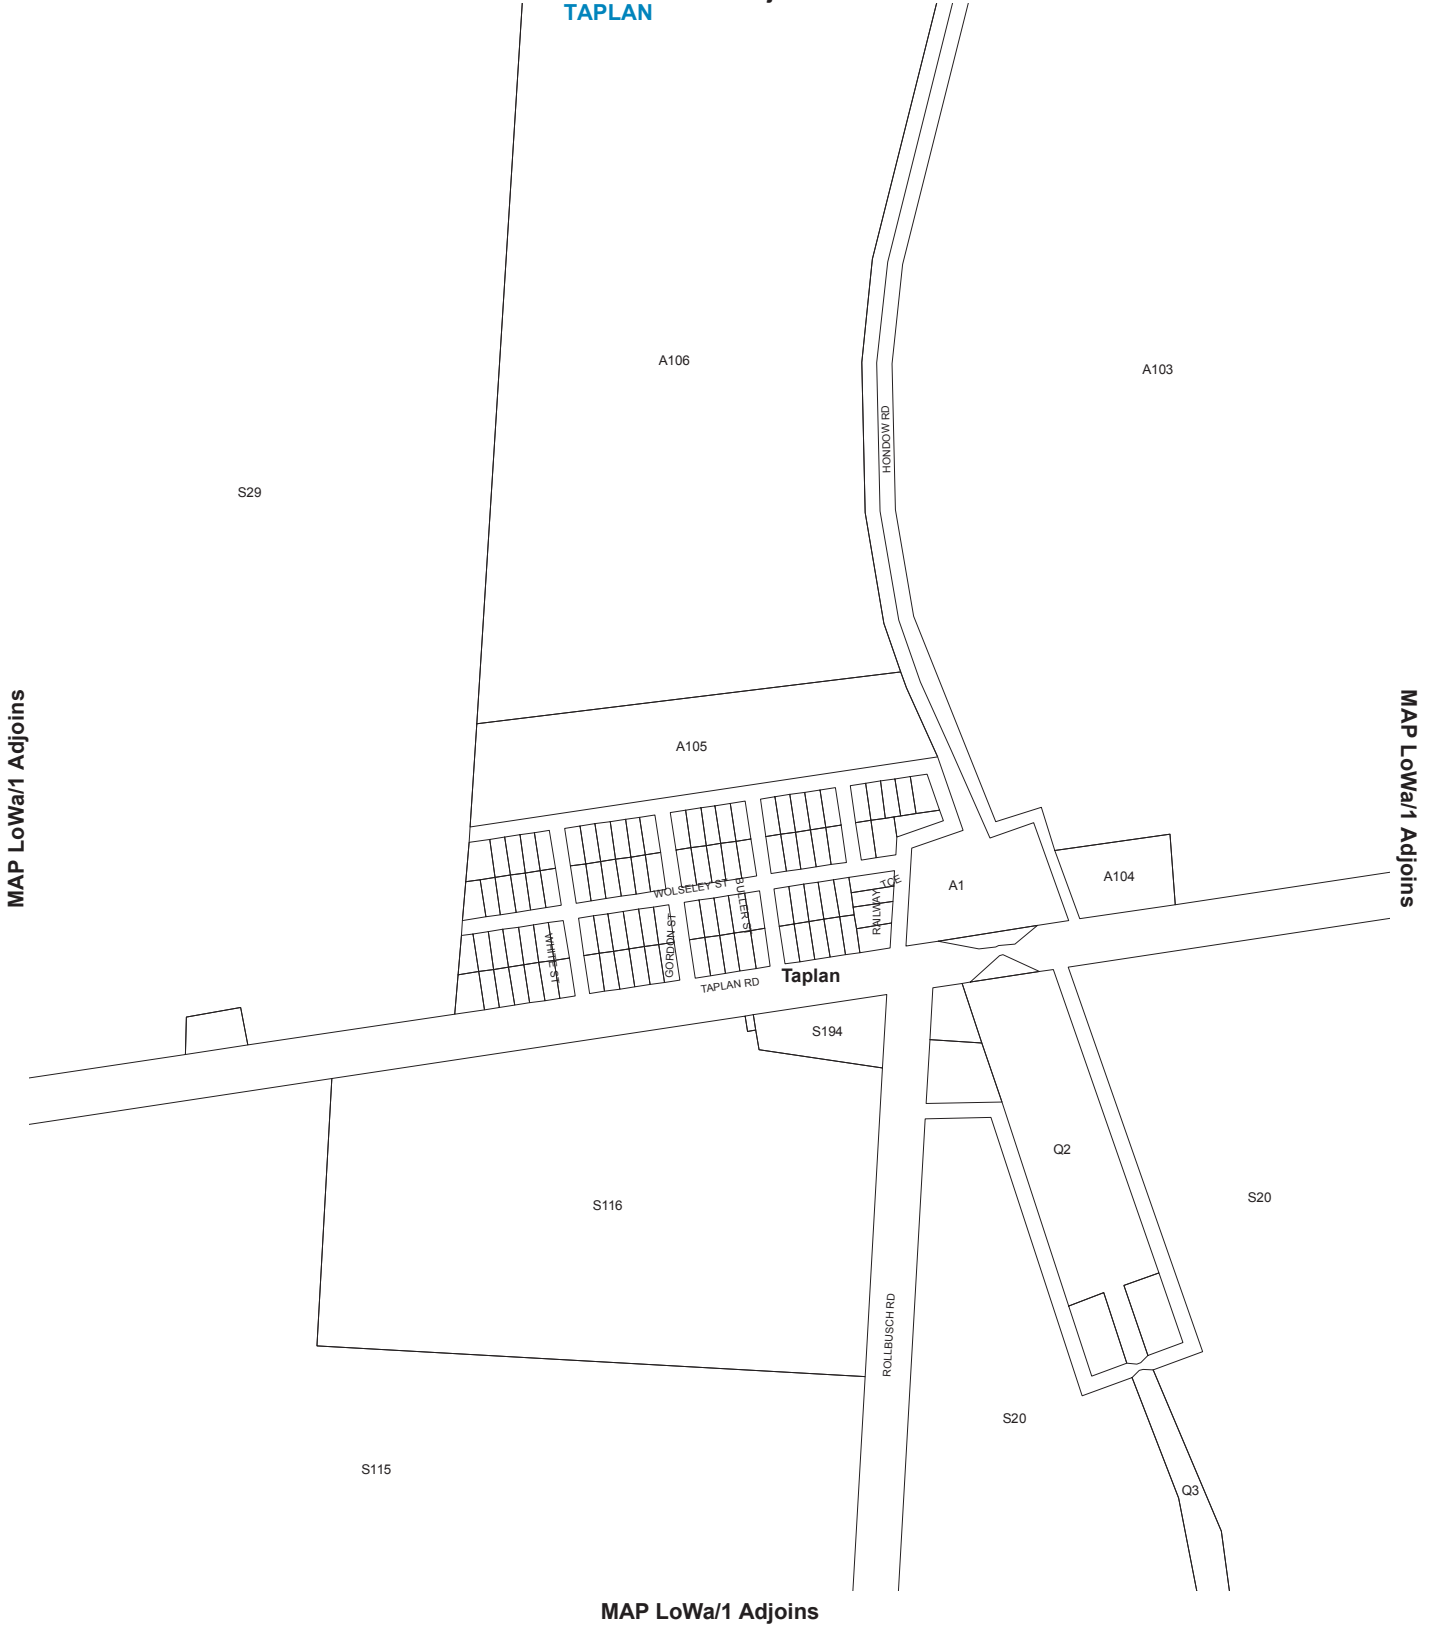 TAPLAN
A106
A103
HONDOW RD
S29
MAP LoWa/1 Adjoins
MAP LoWa/1 Adjoins
A105
A104
A1
WOLSELEY ST
BULLER ST
RAILWAY TCE
WHITE ST
GORDON ST
TAPLAN RD
Taplan
S194
Q2
S116
S20
ROLLBUSCH RD
S20
S115
Q3
MAP LoWa/1 Adjoins